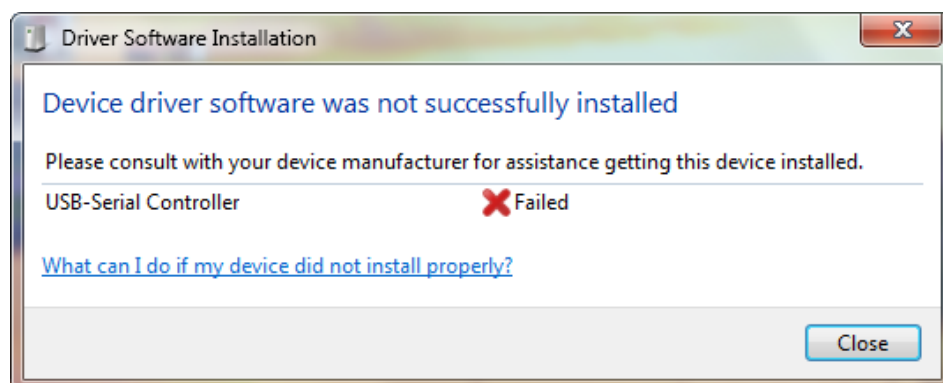 Driver Software Installation
Device driver software was not successfully installed
Please consult with your device manufacturer for assistance getting this device installed.
USB-Serial Controller Failed
What can I do if my device did not install properly?
Close